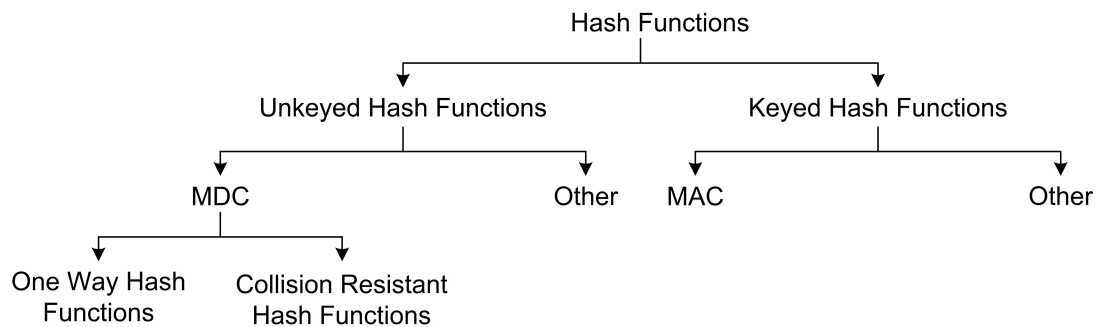 Hash Functions
Unkeyed Hash Functions
Keyed Hash Functions
MDC
Other
MAC
Other
One Way Hash
Functions
Collision Resistant
Hash Functions